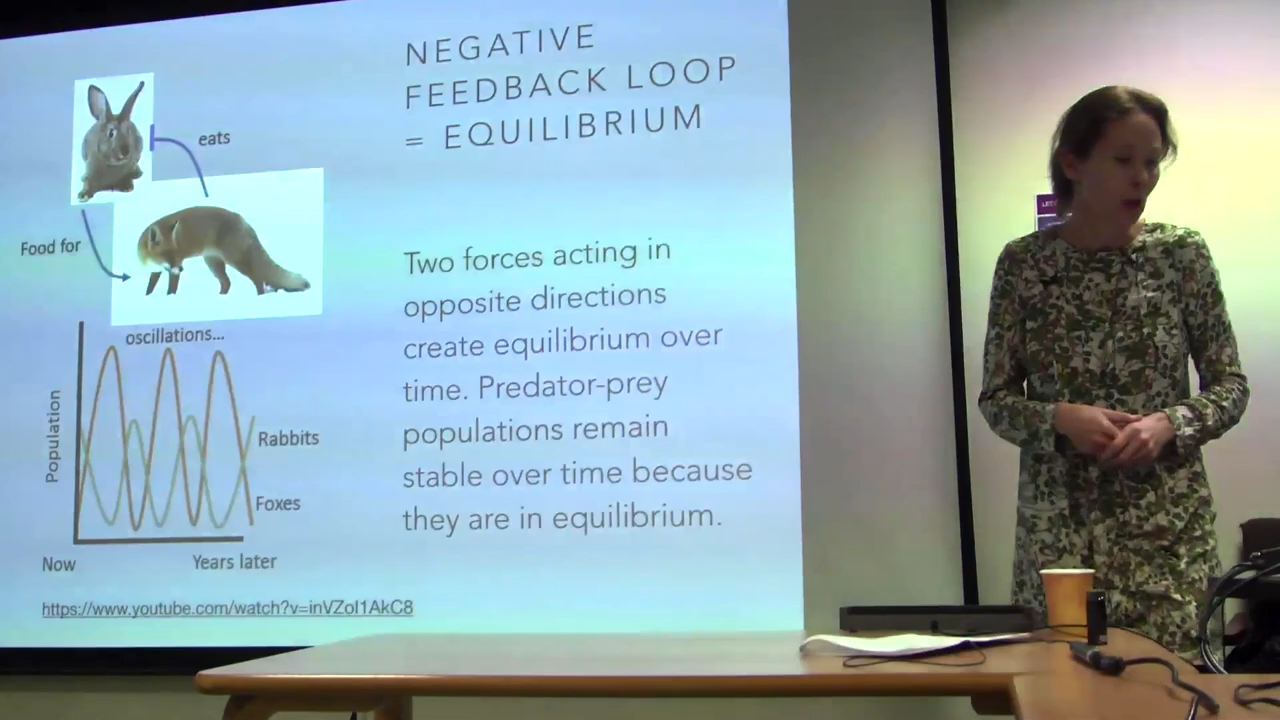 NEGATIVE
FEEDBACK LOOP
= EQUILIBRIUM
eats
Food for
Two forces acting in
opposite directions
create equilibrium over
time. Predator-prey
populations remain
stable over time because
they are in equilibrium.
oscillations...
Population
Rabbits
Foxes
Now
Years later
https://www.youtube.com/watch?v=inVZoI1AkC8